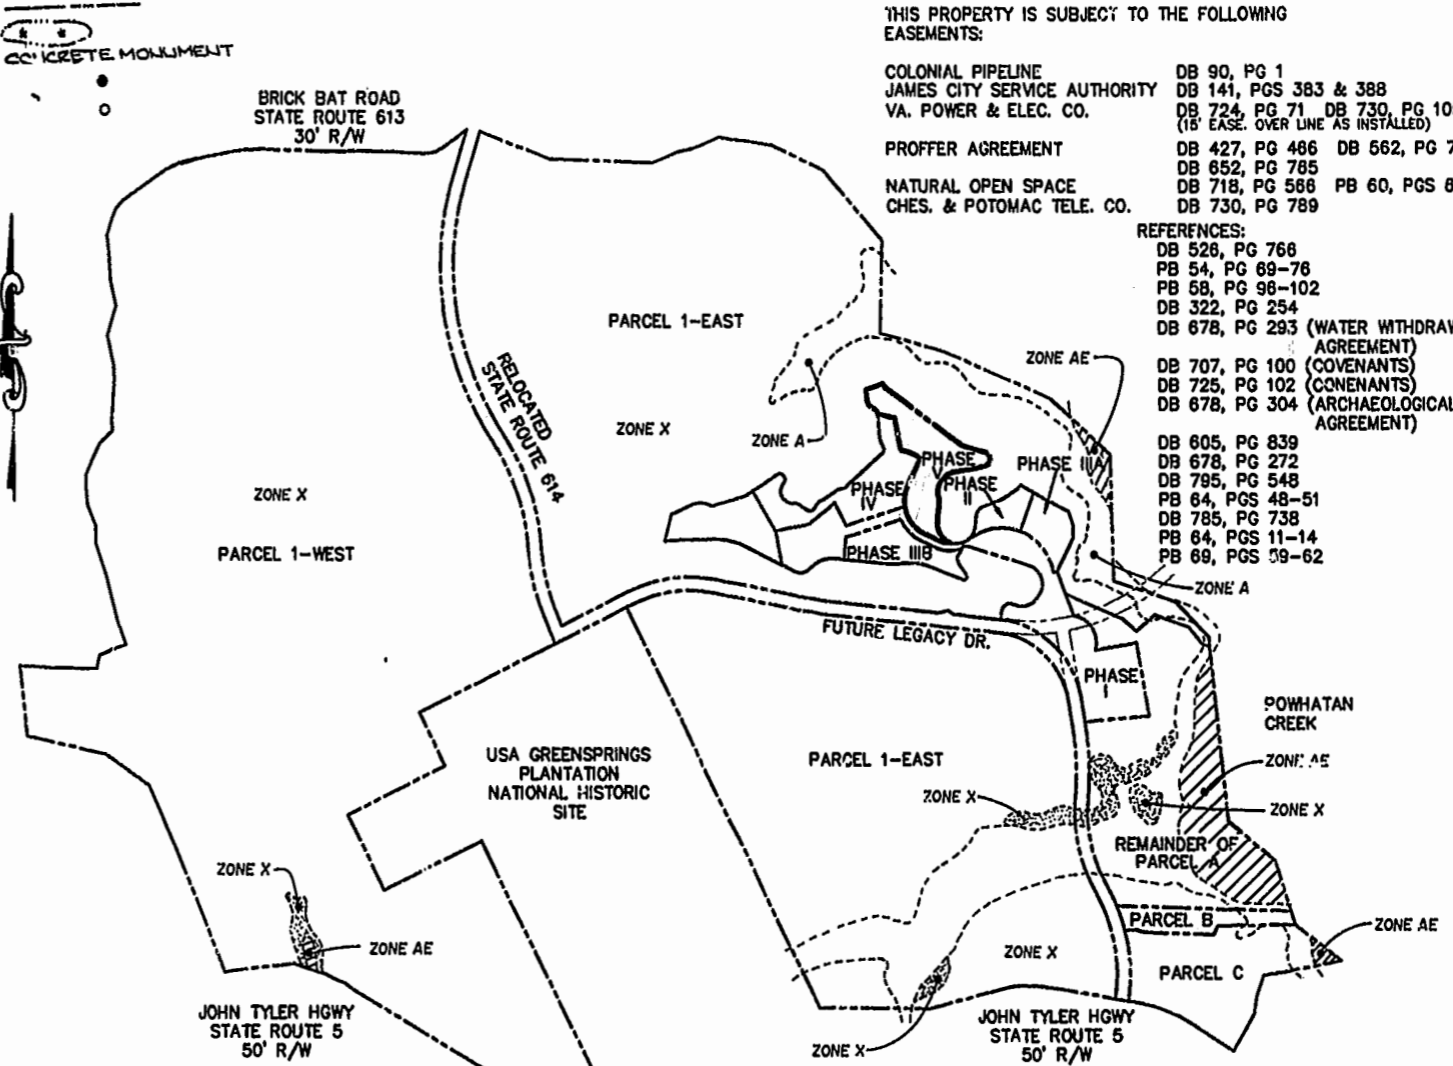 CONCRETE MONUMENT
BRICK BAT ROAD
STATE ROUTE 613
30' R/W
THIS PROPERTY IS SUBJECT TO THE FOLLOWING
EASEMENTS:
COLONIAL PIPELINE DB 90, PG 1
JAMES CITY SERVICE AUTHORITY DB 141, PGS 383 & 388
VA. POWER & ELEC. CO. DB 724, PG 71 DB 730, PG
(15' EASE. OVER LINE AS INSTALLED)
PROFFER AGREEMENT DB 427, PG 466 DB 562, PG
DB 652, PG 765
NATURAL OPEN SPACE DB 718, PG 566 PB 60, PGS
CHES. & POTOMAC TELE. CO. DB 730, PG 789
REFERENCES:
DB 526, PG 766
PB 54, PG 69-76
PB 58, PG 96-102
DB 322, PG 254
DB 678, PG 293 (WATER WITHDRAW
AGREEMENT)
DB 707, PG 100 (COVENANTS)
DB 725, PG 102 (CONENANTS)
DB 678, PG 304 (ARCHAEOLOGICAL
AGREEMENT)
DB 605, PG 839
DB 678, PG 272
DB 795, PG 548
PB 64, PGS 48-51
DB 785, PG 738
PB 64, PGS 11-14
PB 69, PGS 59-62
PARCEL 1-EAST
ZONE AE
RELOCATED
STATE ROUTE 614
ZONE X
ZONE A
PHASE
V
PHASE IIIA
PHASE
II
PHASE
IV
ZONE X
PARCEL 1-WEST
PHASE IIIB
ZONE A
FUTURE LEGACY DR.
PHASE
I
POWHATAN
CREEK
USA GREENSPRINGS
PLANTATION
NATIONAL HISTORIC
SITE
PARCEL 1-EAST
ZONE AE
ZONE X
ZONE X
REMAINDER OF
PARCEL A
ZONE X
PARCEL B
ZONE AE
ZONE AE
ZONE X
PARCEL C
JOHN TYLER HGWY
STATE ROUTE 5
50' R/W
JOHN TYLER HGWY
STATE ROUTE 5
50' R/W
ZONE X